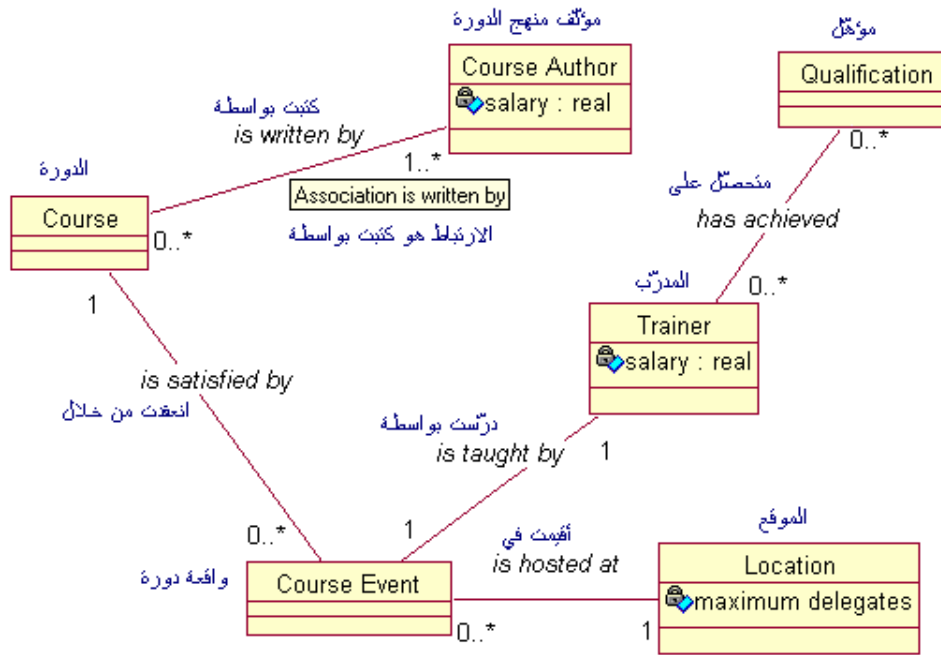 مؤلّف منهج الدورة
Course Author
salary : real
مؤهّل
Qualification
0..*
كتبت بواسطة
is written by
1..*
Association is written by
الارتباط هو كتبت بواسطة
الدورة
Course
0..*
1
متحصّل على
has achieved
0..*
المدرّب
Trainer
salary : real
1
is satisfied by
انعقدت من خلال
درّست بواسطة
is taught by
1
0..*
واقعة دورة
Course Event
0..*
أقيمت في
is hosted at
1
الموقع
Location
maximum delegates